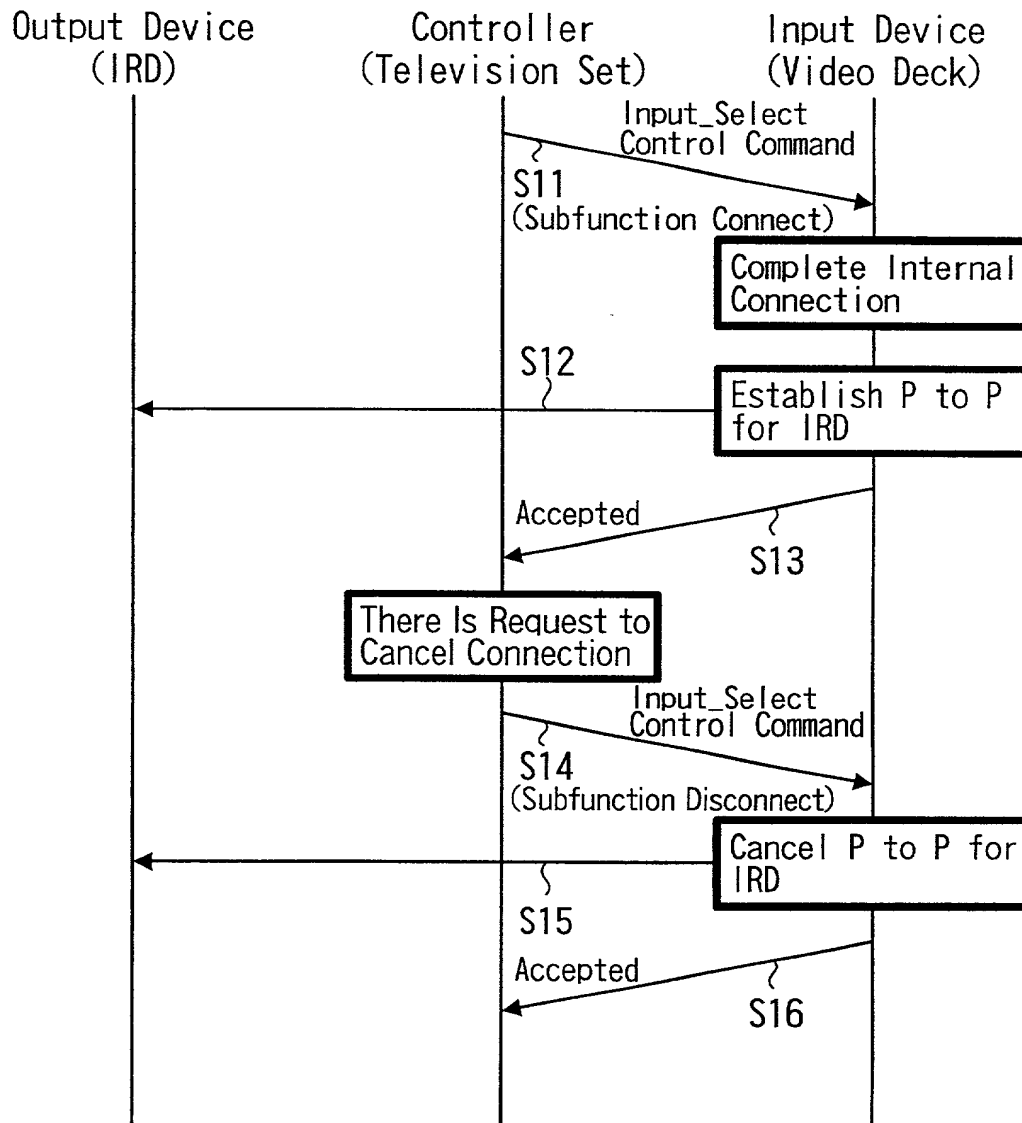 Output Device
(IRD)
Controller
(Television Set)
Input Device
(Video Deck)
Input_Select
Control Command
S11
(Subfunction Connect)
Complete Internal
Connection
S12
Establish P to P
for IRD
Accepted
S13
There Is Request to
Cancel Connection
Input_Select
Control Command
S14
(Subfunction Disconnect)
Cancel P to P for
IRD
S15
Accepted
S16